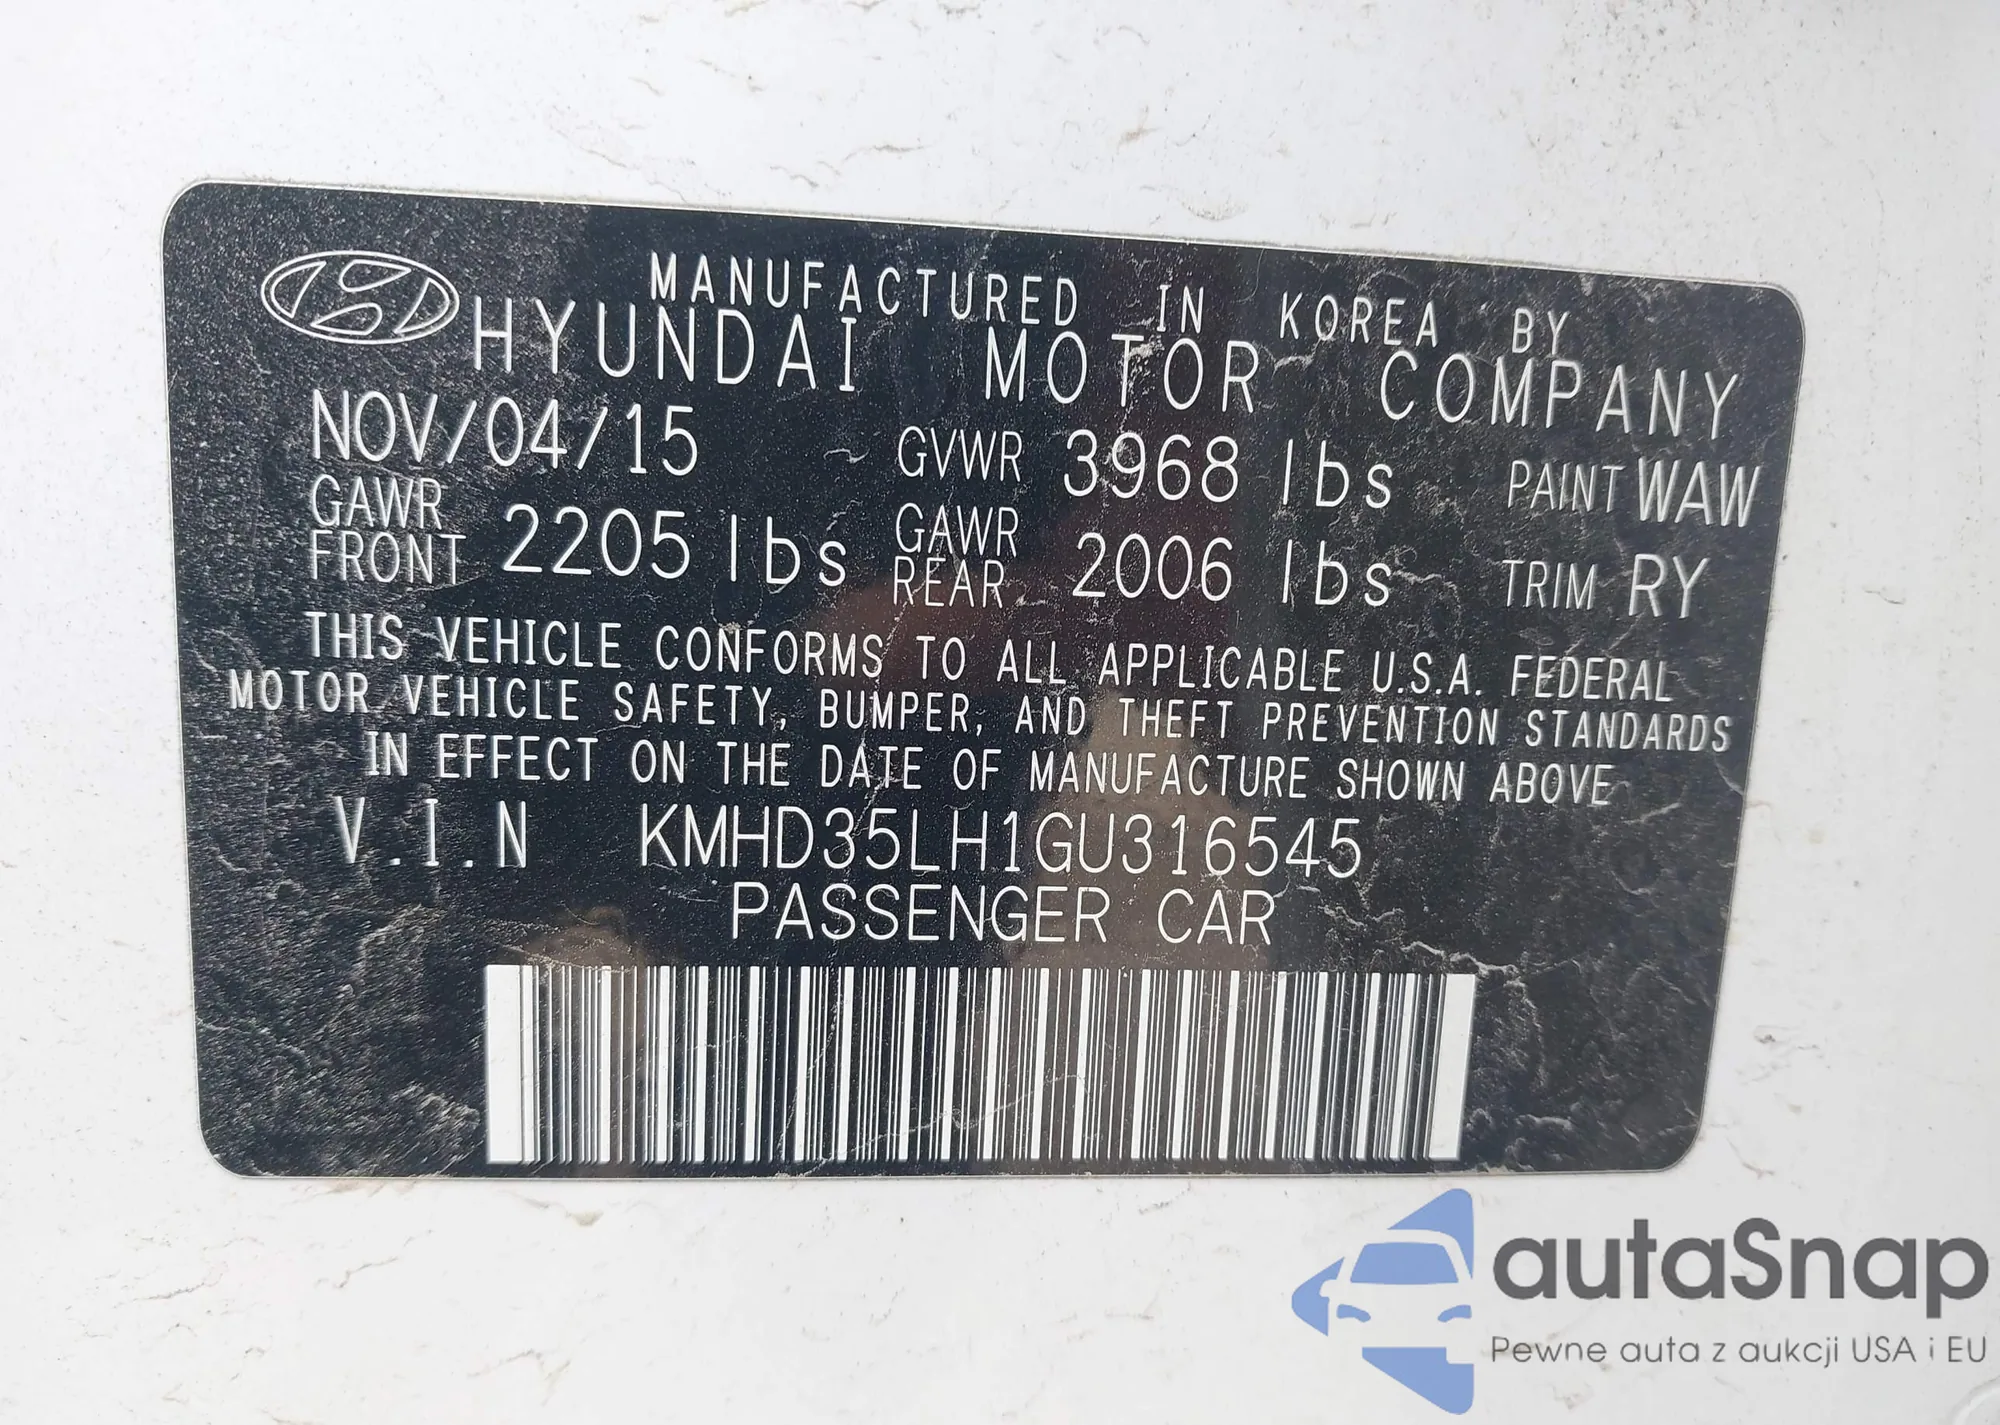 MANUFACTURED IN KOREA BY
HYUNDAI MOTOR COMPANY
NOV/04/15 GVWR 3968 lbs PAINT WAW
GAWR FRONT 2205 lbs GAWR REAR 2006 lbs TRIM RY
THIS VEHICLE CONFORMS TO ALL APPLICABLE U.S.A. FEDERAL
MOTOR VEHICLE SAFETY, BUMPER, AND THEFT PREVENTION STANDARDS
IN EFFECT ON THE DATE OF MANUFACTURE SHOWN ABOVE
V.I.N KMHD35LH1GU316545
PASSENGER CAR
autaSnap
Pewne auta z aukcji USA i EU